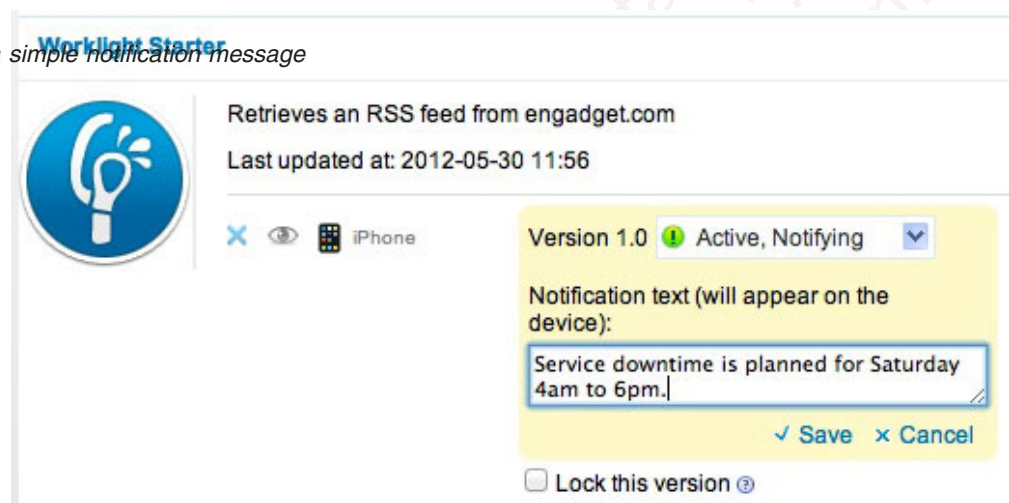 Worklight Starter
simple notification message
Retrieves an RSS feed from engadget.com
Last updated at: 2012-05-30 11:56
iPhone
Version 1.0 Active, Notifying
Notification text (will appear on the
device):
Service downtime is planned for Saturday
4am to 6pm.
Save Cancel
Lock this version